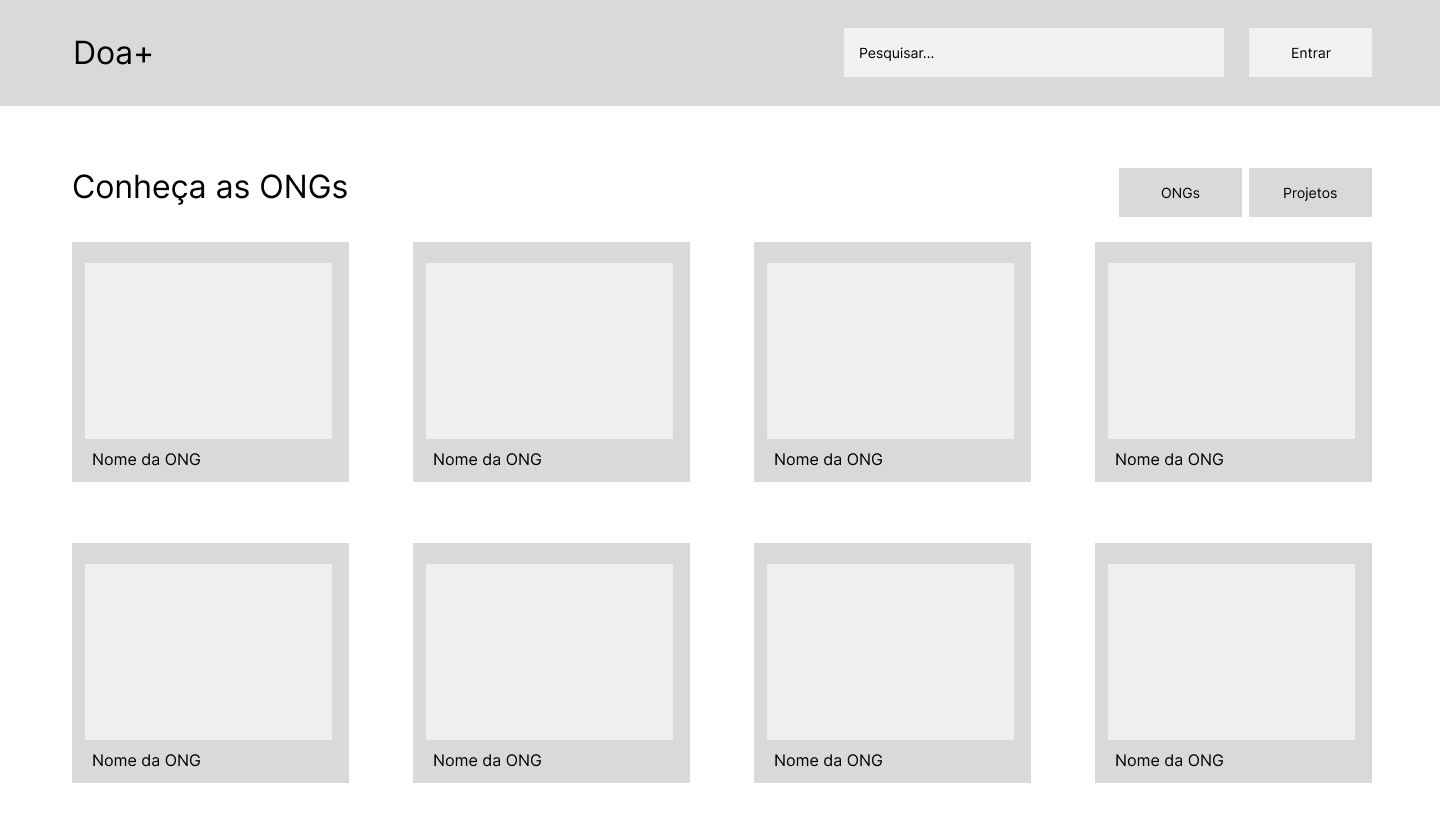 Doa+
Pesquisar...
Entrar
Conheça as ONGs
ONGs
Projetos
Nome da ONG
Nome da ONG
Nome da ONG
Nome da ONG
Nome da ONG
Nome da ONG
Nome da ONG
Nome da ONG